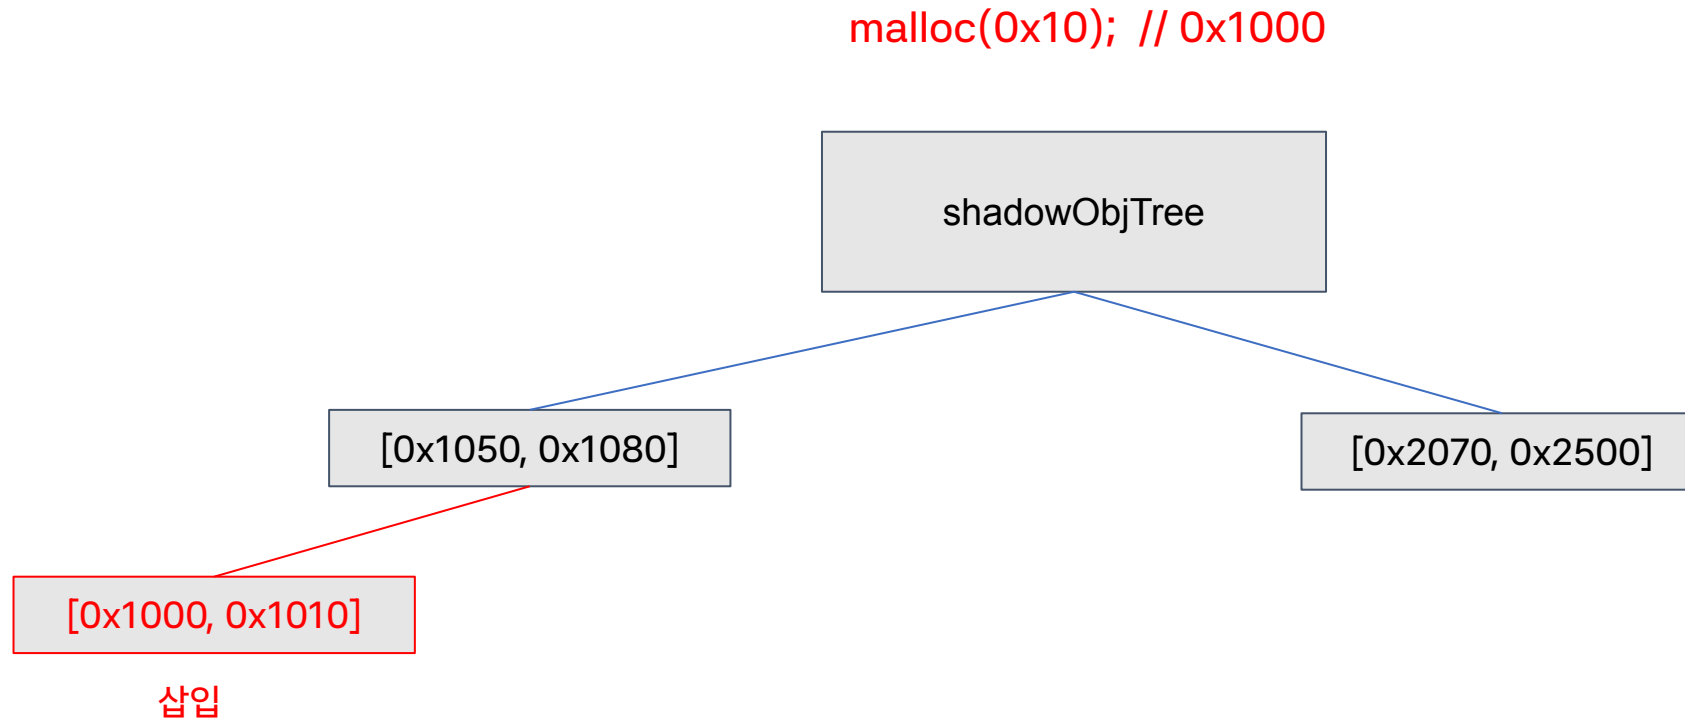 malloc(0x10);  // 0x1000
shadowObjTree
[0x1050, 0x1080]
[0x2070, 0x2500]
[0x1000, 0x1010]
삽입